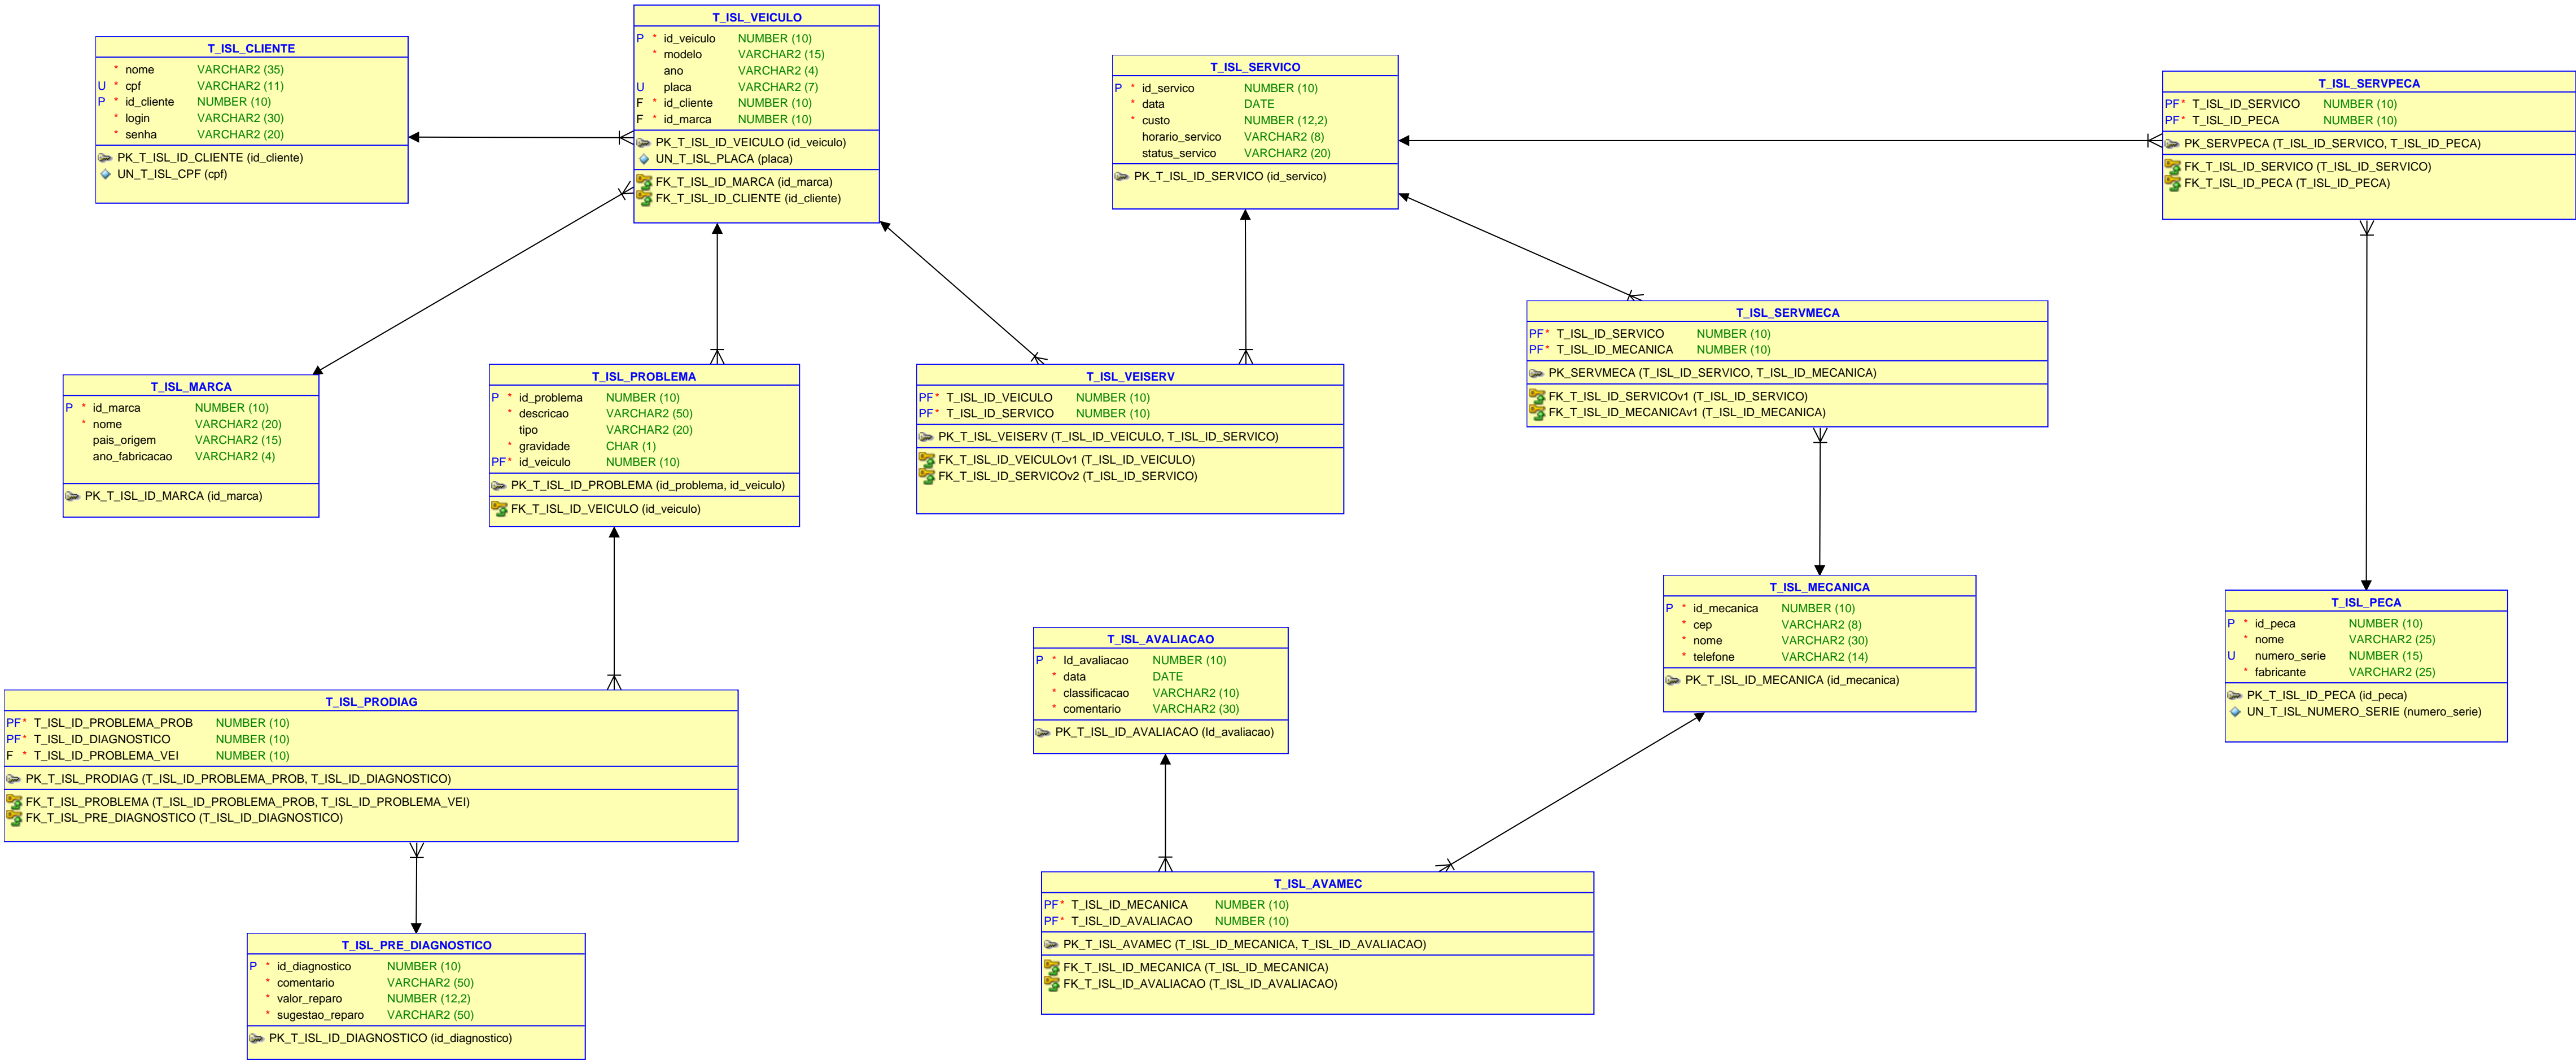 T_ISL_CLIENTE
* nome VARCHAR2 (35)
U * cpf VARCHAR2 (11)
P * id_cliente NUMBER (10)
* login VARCHAR2 (30)
* senha VARCHAR2 (20)
PK_T_ISL_ID_CLIENTE (id_cliente)
UN_T_ISL_CPF (cpf)
T_ISL_VEICULO
P * id_veiculo NUMBER (10)
* modelo VARCHAR2 (15)
ano VARCHAR2 (4)
U placa VARCHAR2 (7)
F * id_cliente NUMBER (10)
F * id_marca NUMBER (10)
PK_T_ISL_ID_VEICULO (id_veiculo)
UN_T_ISL_PLACA (placa)
FK_T_ISL_ID_MARCA (id_marca)
FK_T_ISL_ID_CLIENTE (id_cliente)
T_ISL_SERVICO
P * id_servico NUMBER (10)
* data DATE
* custo NUMBER (12,2)
horario_servico VARCHAR2 (8)
status_servico VARCHAR2 (20)
PK_T_ISL_ID_SERVICO (id_servico)
T_ISL_SERVPECA
PF* T_ISL_ID_SERVICO NUMBER (10)
PF* T_ISL_ID_PECA NUMBER (10)
PK_SERVPECA (T_ISL_ID_SERVICO, T_ISL_ID_PECA)
FK_T_ISL_ID_SERVICO (T_ISL_ID_SERVICO)
FK_T_ISL_ID_PECA (T_ISL_ID_PECA)
T_ISL_MARCA
P * id_marca NUMBER (10)
* nome VARCHAR2 (20)
pais_origem VARCHAR2 (15)
ano_fabricacao VARCHAR2 (4)
PK_T_ISL_ID_MARCA (id_marca)
T_ISL_PROBLEMA
P * id_problema NUMBER (10)
* descricao VARCHAR2 (50)
tipo VARCHAR2 (20)
* gravidade CHAR (1)
PF* id_veiculo NUMBER (10)
PK_T_ISL_ID_PROBLEMA (id_problema, id_veiculo)
FK_T_ISL_ID_VEICULO (id_veiculo)
T_ISL_VEISERV
PF* T_ISL_ID_VEICULO NUMBER (10)
PF* T_ISL_ID_SERVICO NUMBER (10)
PK_T_ISL_VEISERV (T_ISL_ID_VEICULO, T_ISL_ID_SERVICO)
FK_T_ISL_ID_VEICULOv1 (T_ISL_ID_VEICULO)
FK_T_ISL_ID_SERVICOv2 (T_ISL_ID_SERVICO)
T_ISL_SERVMECA
PF* T_ISL_ID_SERVICO NUMBER (10)
PF* T_ISL_ID_MECANICA NUMBER (10)
PK_SERVMECA (T_ISL_ID_SERVICO, T_ISL_ID_MECANICA)
FK_T_ISL_ID_SERVICOv1 (T_ISL_ID_SERVICO)
FK_T_ISL_ID_MECANICAv1 (T_ISL_ID_MECANICA)
T_ISL_MECANICA
P * id_mecanica NUMBER (10)
* cep VARCHAR2 (8)
* nome VARCHAR2 (30)
* telefone VARCHAR2 (14)
PK_T_ISL_ID_MECANICA (id_mecanica)
T_ISL_PECA
P * id_peca NUMBER (10)
* nome VARCHAR2 (25)
U numero_serie NUMBER (15)
* fabricante VARCHAR2 (25)
PK_T_ISL_ID_PECA (id_peca)
UN_T_ISL_NUMERO_SERIE (numero_serie)
T_ISL_AVALIACAO
P * Id_avaliacao NUMBER (10)
* data DATE
* classificacao VARCHAR2 (10)
* comentario VARCHAR2 (30)
PK_T_ISL_ID_AVALIACAO (Id_avaliacao)
T_ISL_PRODIAG
PF* T_ISL_ID_PROBLEMA_PROB NUMBER (10)
PF* T_ISL_ID_DIAGNOSTICO NUMBER (10)
F * T_ISL_ID_PROBLEMA_VEI NUMBER (10)
PK_T_ISL_PRODIAG (T_ISL_ID_PROBLEMA_PROB, T_ISL_ID_DIAGNOSTICO)
FK_T_ISL_PROBLEMA (T_ISL_ID_PROBLEMA_PROB, T_ISL_ID_PROBLEMA_VEI)
FK_T_ISL_PRE_DIAGNOSTICO (T_ISL_ID_DIAGNOSTICO)
T_ISL_AVAMEC
PF* T_ISL_ID_MECANICA NUMBER (10)
PF* T_ISL_ID_AVALIACAO NUMBER (10)
PK_T_ISL_AVAMEC (T_ISL_ID_MECANICA, T_ISL_ID_AVALIACAO)
FK_T_ISL_ID_MECANICA (T_ISL_ID_MECANICA)
FK_T_ISL_ID_AVALIACAO (T_ISL_ID_AVALIACAO)
T_ISL_PRE_DIAGNOSTICO
P * id_diagnostico NUMBER (10)
* comentario VARCHAR2 (50)
* valor_reparo NUMBER (12,2)
* sugestao_reparo VARCHAR2 (50)
PK_T_ISL_ID_DIAGNOSTICO (id_diagnostico)